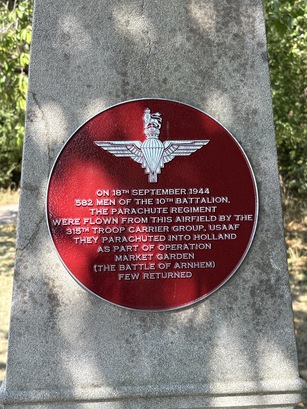 ON 18TH SEPTEMBER 1944
582 MEN OF THE 10TH BATTALION,
THE PARACHUTE REGIMENT
WERE FLOWN FROM THIS AIRFIELD BY THE
315TH TROOP CARRIER GROUP, USAAF
THEY PARACHUTED INTO HOLLAND
AS PART OF OPERATION
MARKET GARDEN
(THE BATTLE OF ARNHEM)
FEW RETURNED